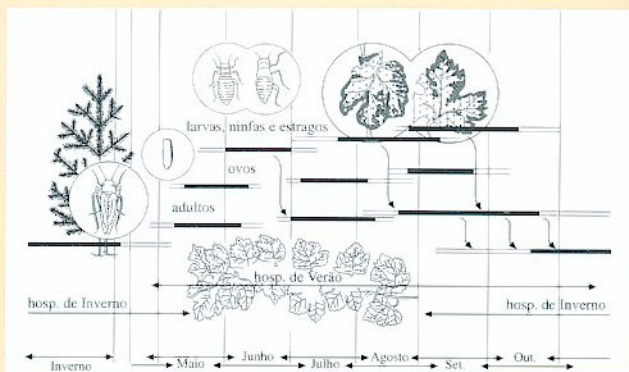 larvas, ninfas e estragos
ovos
adultos
hosp. de Verão
hosp. de Inverno
hosp. de Inverno
Inverno
Maio
Junho
Julho
Agosto
Set.
Out.